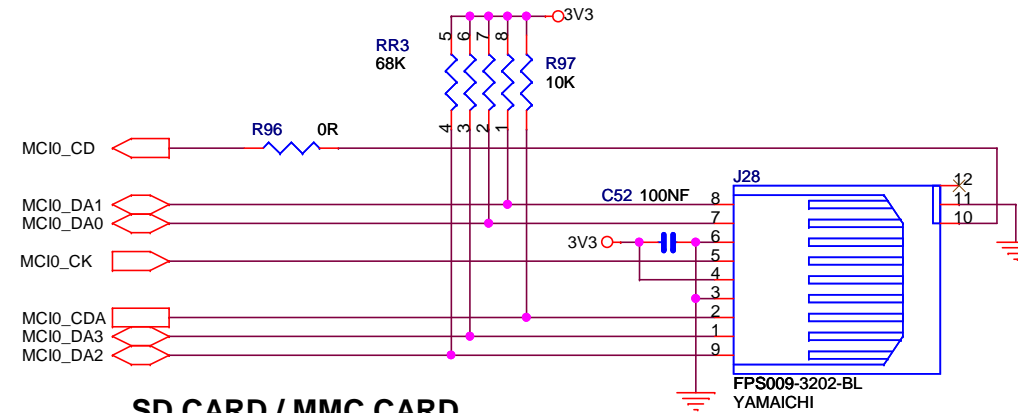 3V3
5
6
7
8
RR3
68K
R97
10K
4
3
2
1
R96 0R
MCI0_CD
J28
12
11
10
MCI0_DA1
C52 100NF
8
MCI0_DA0
7
3V3
6
MCI0_CK
5
4
3
MCI0_CDA
2
MCI0_DA3
1
MCI0_DA2
9
FPS009-3202-BL
YAMAICHI
SD CARD / MMC CARD